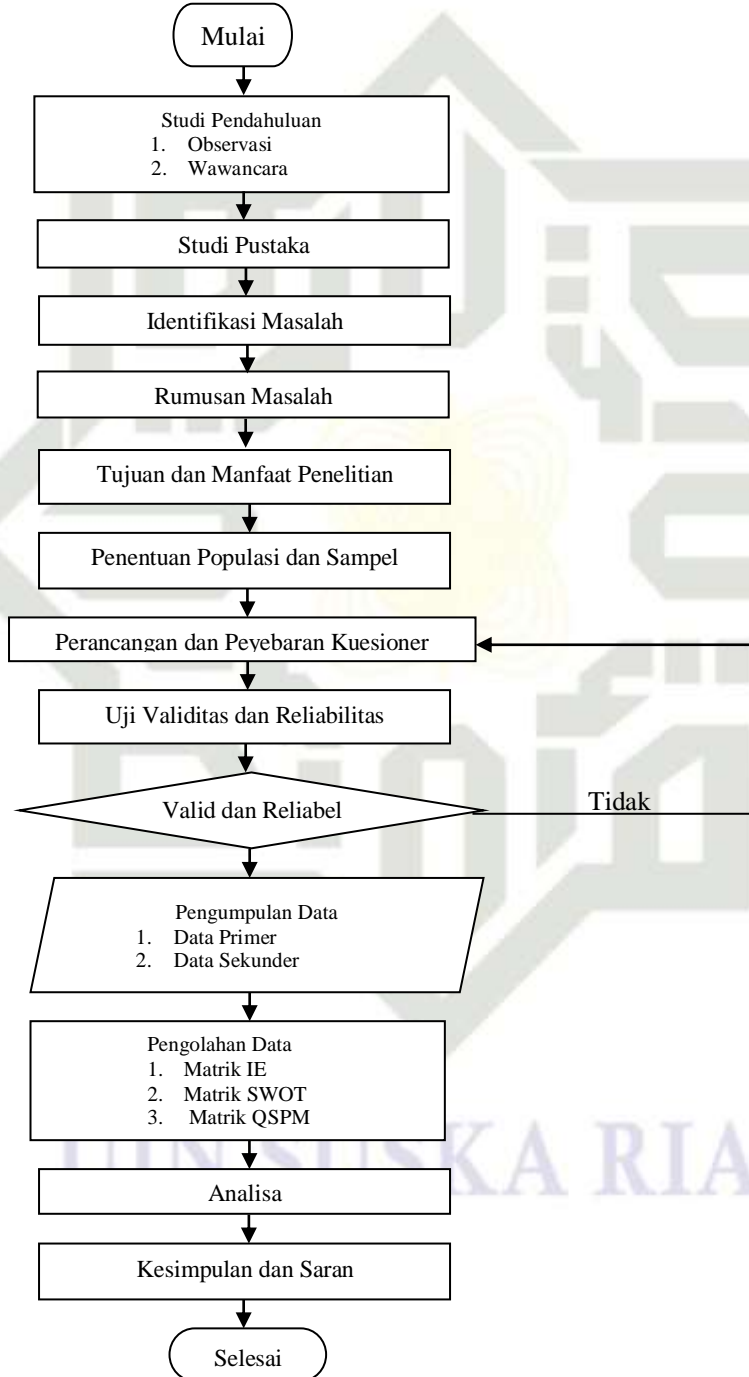 Mulai
Studi Pendahuluan
1. Observasi
2. Wawancara
Studi Pustaka
Identifikasi Masalah
Rumusan Masalah
Tujuan dan Manfaat Penelitian
Penentuan Populasi dan Sampel
Perancangan dan Peyebaran Kuesioner
Uji Validitas dan Reliabilitas
Valid dan Reliabel
Tidak
Pengumpulan Data
1. Data Primer
2. Data Sekunder
Pengolahan Data
1. Matrik IE
2. Matrik SWOT
3. Matrik QSPM
UIN SUSKA RIA
Analisa
Kesimpulan dan Saran
Selesai